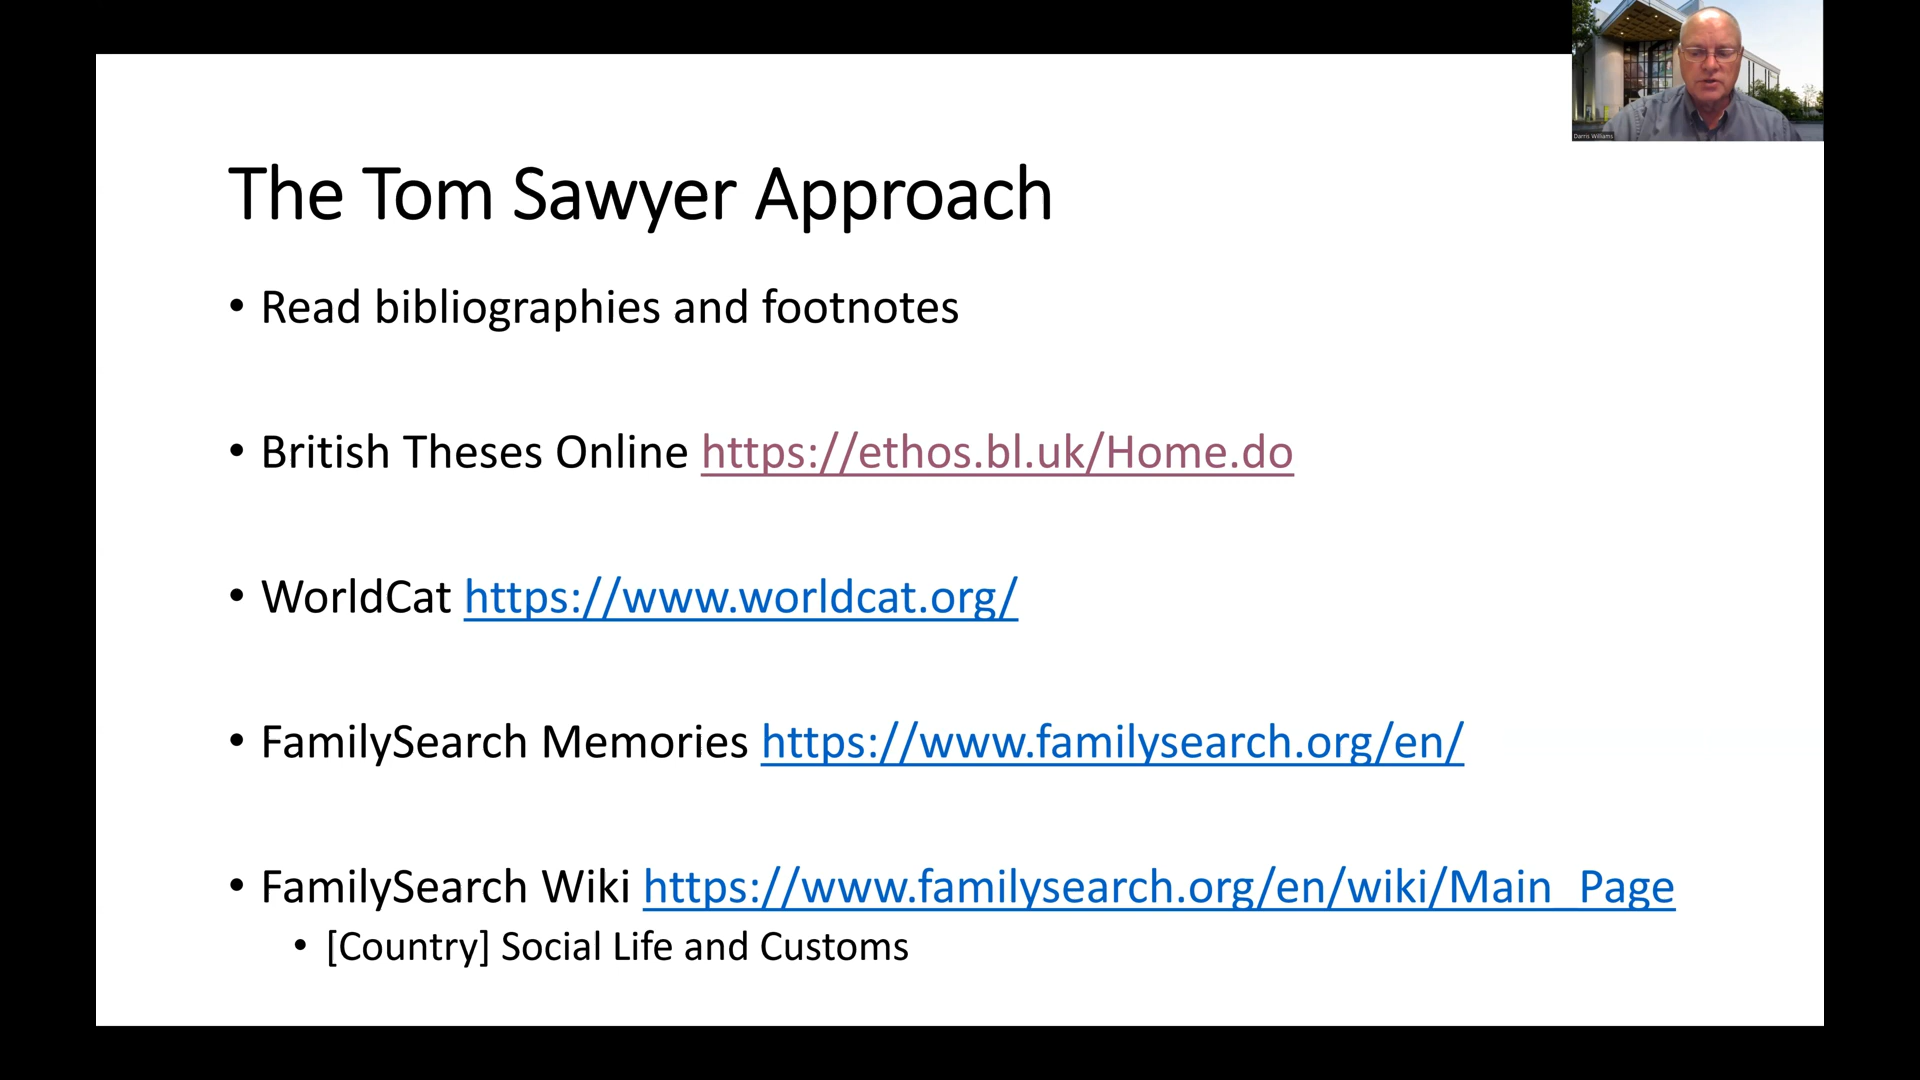 Darris Williams
The Tom Sawyer Approach
• Read bibliographies and footnotes
• British Theses Online https://ethos.bl.uk/Home.do
• WorldCat https://www.worldcat.org/
• FamilySearch Memories https://www.familysearch.org/en/
• FamilySearch Wiki https://www.familysearch.org/en/wiki/Main_Page
• [Country] Social Life and Customs